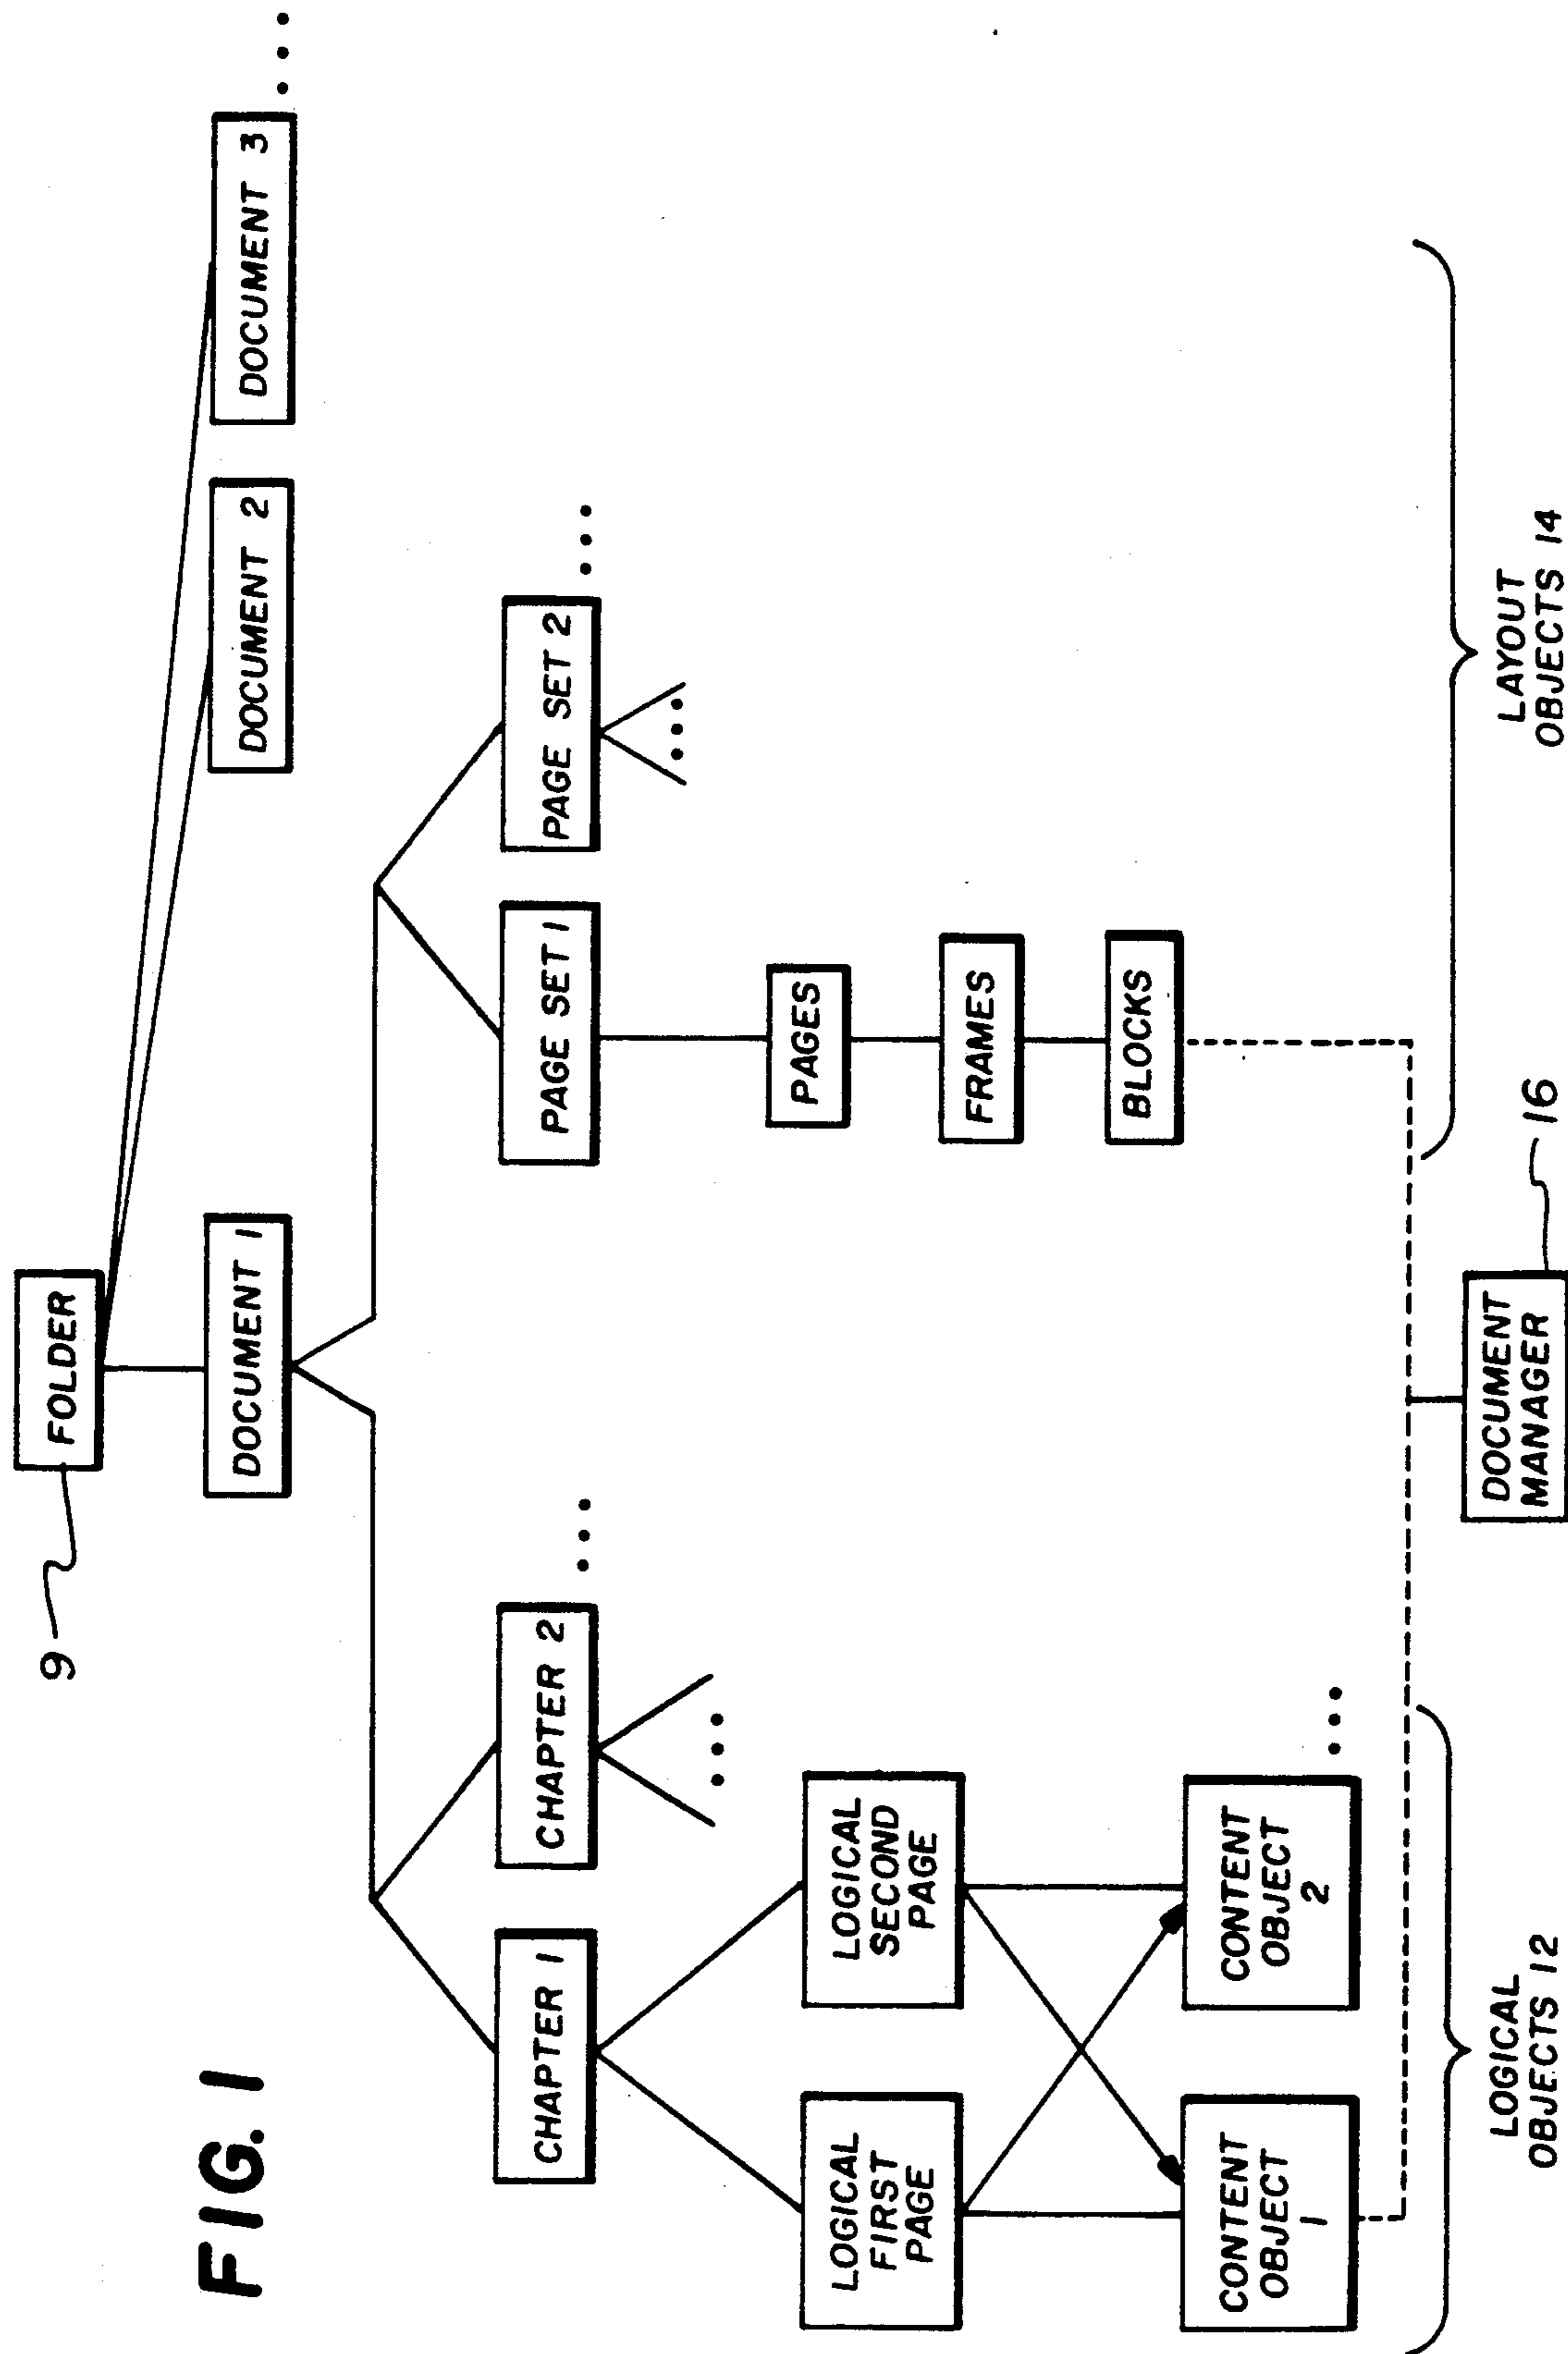 FIG. 1
9
FOLDER
DOCUMENT 1
DOCUMENT 2
DOCUMENT 3
CHAPTER 1
CHAPTER 2
PAGE SET 1
PAGE SET 2
LOGICAL
FIRST
PAGE
LOGICAL
SECOND
PAGE
PAGES
FRAMES
BLOCKS
CONTENT
OBJECT
1
CONTENT
OBJECT
2
LOGICAL
OBJECTS 12
DOCUMENT
MANAGER
16
LAYOUT
OBJECTS 14